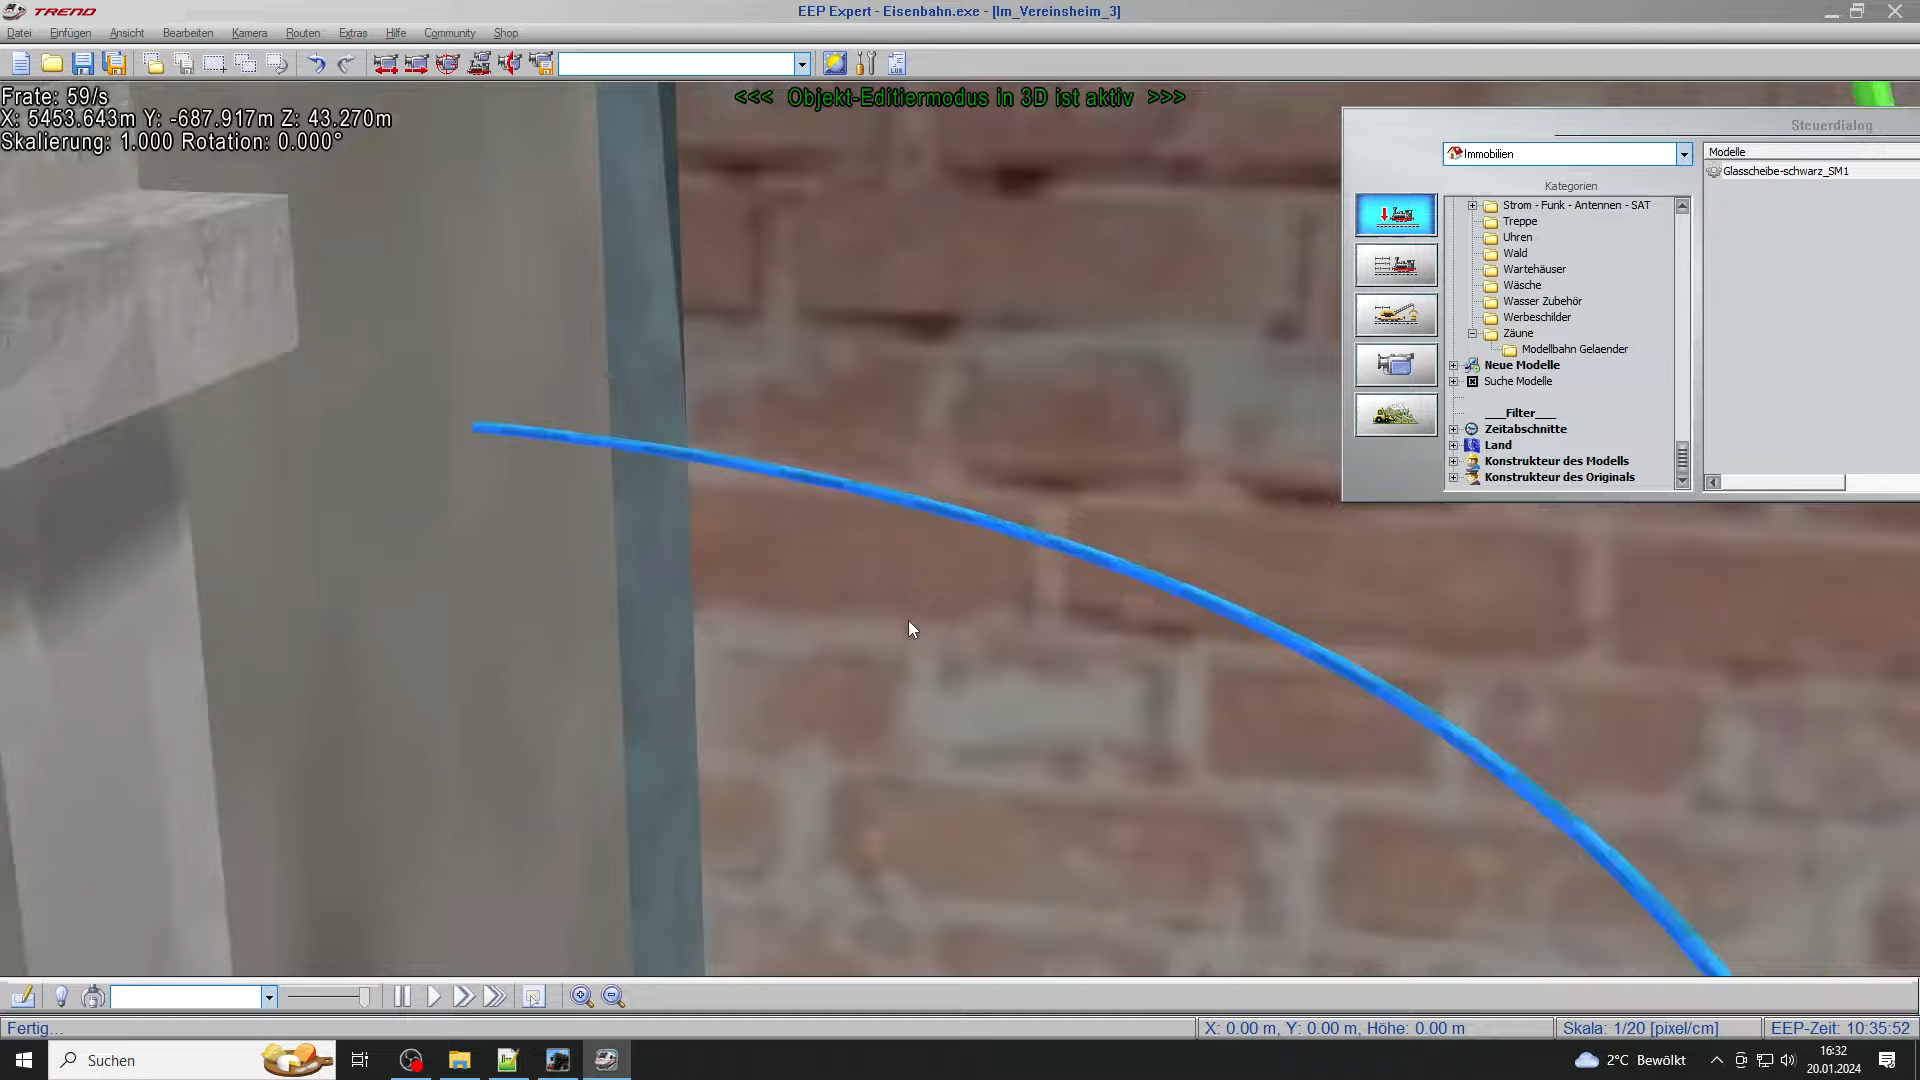 TREND
EEP Expert - Eisenbahn.exe - [Im_Vereinsheim_3]
Datei Einfügen Ansicht Bearbeiten Kamera Routen Extras Hilfe Community Shop
LUA
Frate: 59/s
X: 5453.643m Y: -687.917m Z: 43.270m
Skalierung: 1.000 Rotation: 0.000°
<<< Objekt-Editiermodus in 3D ist aktiv >>>
Steuerdialog
Immobilien
Kategorien
Strom - Funk - Antennen - SAT
Treppe
Uhren
Wald
Wartehäuser
Wäsche
Wasser Zubehör
Werbeschilder
Zäune
Modellbahn Gelaender
Neue Modelle
Suche Modelle
___Filter___
Zeitabschnitte
Land
Konstrukteur des Modells
Konstrukteur des Originals
Modelle
Glasscheibe-schwarz_SM1
Fertig...
X: 0.00 m, Y: 0.00 m, Höhe: 0.00 m
Skala: 1/20 [pixel/cm]
EEP-Zeit: 10:35:52
Suchen
2°C Bewölkt
16:32
20.01.2024